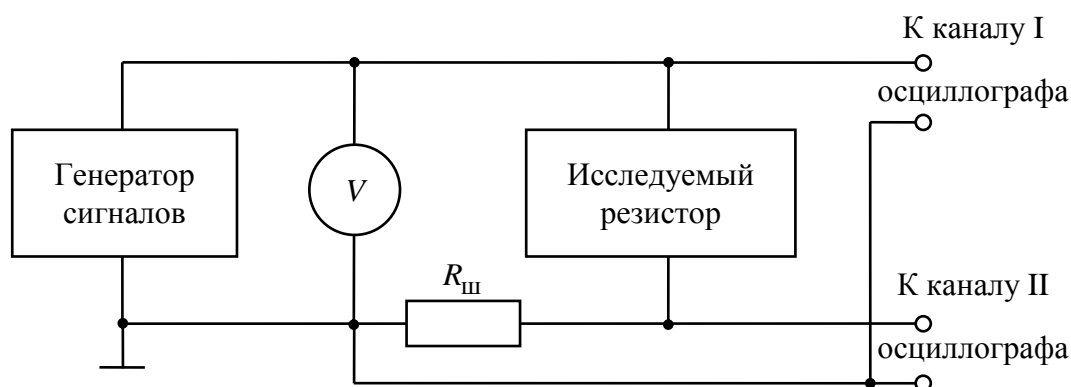 К каналу I
осциллографа
Генератор
сигналов
V
Исследуемый
резистор
Rш
К каналу II
осциллографа